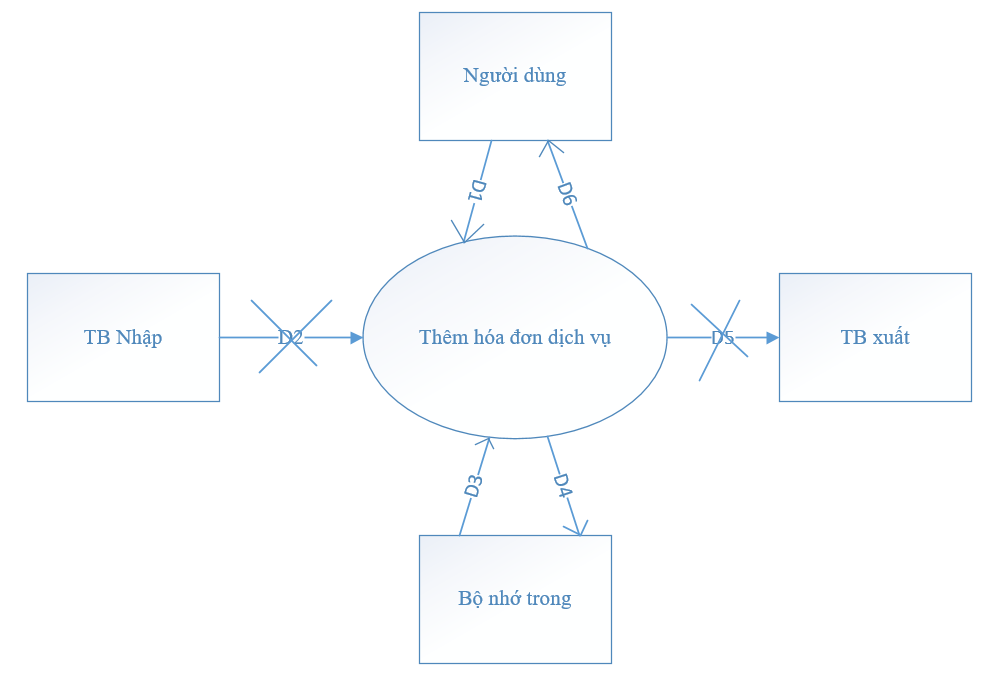 Người dùng
D1
D6
TB Nhập
D2
Thêm hóa đơn dịch vụ
D5
TB xuất
D3
D4
Bộ nhớ trong